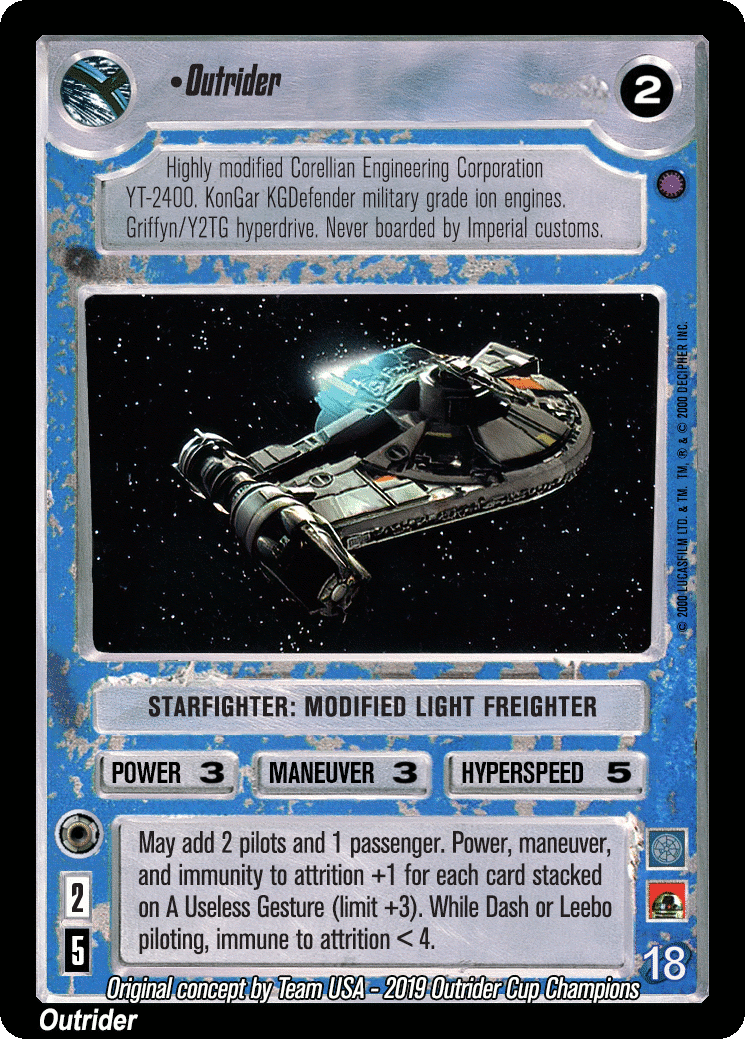 •Outrider
2
Highly modified Corellian Engineering Corporation
YT-2400. KonGar KGDefender military grade ion engines.
Griffyn/Y2TG hyperdrive. Never boarded by Imperial customs.
© 2000 LUCASFILM LTD. & TM. TM, ® & © 2000 DECIPHER INC.
STARFIGHTER: MODIFIED LIGHT FREIGHTER
POWER 3 MANEUVER 3 HYPERSPEED 5
May add 2 pilots and 1 passenger. Power, maneuver,
and immunity to attrition +1 for each card stacked
on A Useless Gesture (limit +3). While Dash or Leebo
piloting, immune to attrition < 4.
2
5
18
Original concept by Team USA - 2019 Outrider Cup Champions
Outrider